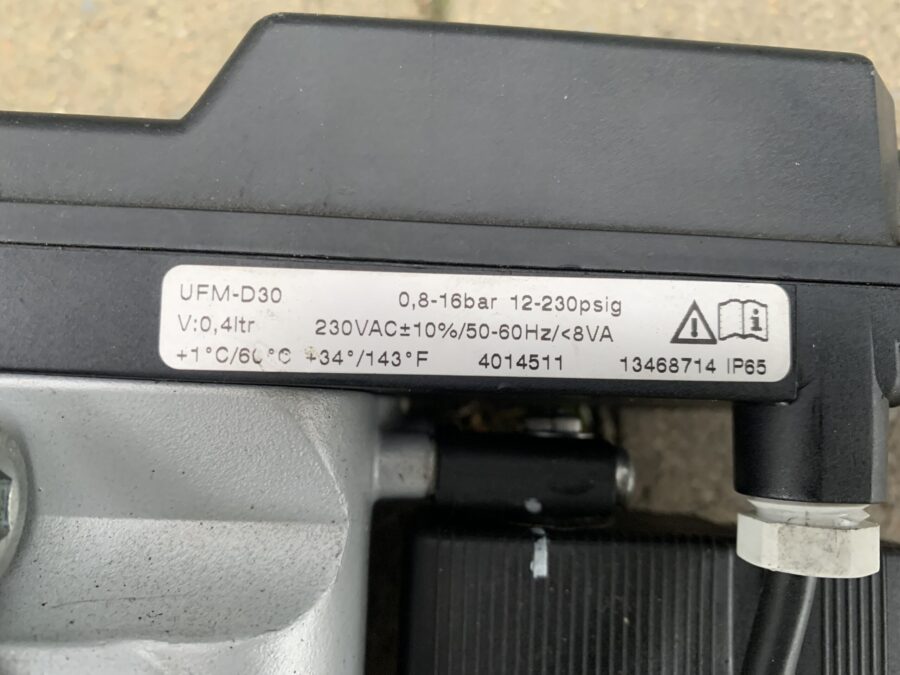 UFM-D30 0,8-16bar 12-230psig
V:0,4ltr 230VAC±10%/50-60Hz/<8VA
+1°C/60°C +34°/143°F 4014511 13468714 IP65